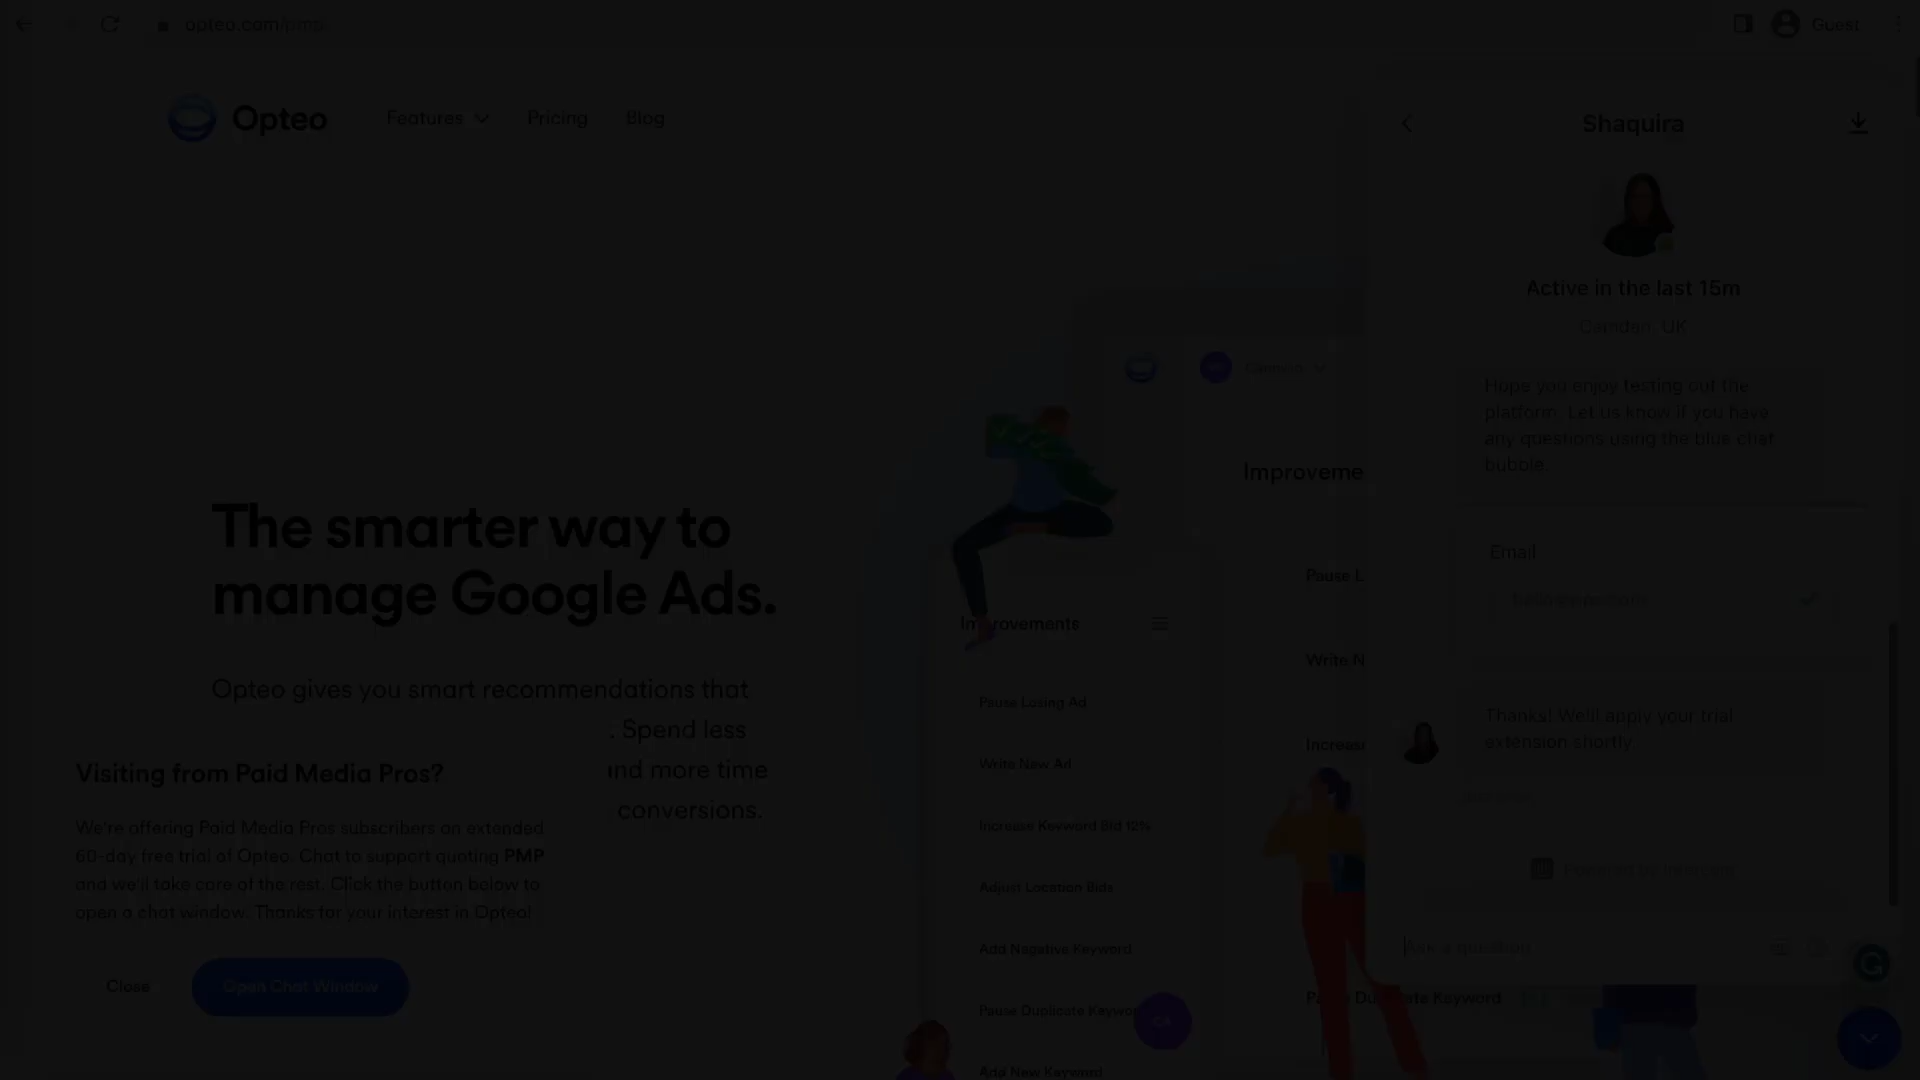 opteo.com/
Guest
Opteo
Features
Pricing
Blog
The smarter way to
manage Google Ads.
Opteo gives you smart recommendations that
. Spend less
and more time
conversions.
Visiting from Paid Media Pros?
We're offering Paid Media Pros subscribers an extended
60-day free trial of Opteo. Chat to support quoting PMP
and we'll take care of the rest. Click the button below to
open a chat window. Thanks for your interest in Opteo!
Close
Open Chat Window
Improvements
Pause Losing Ad
Write New Ad
Increase Keyword Bid 12%
Adjust Location Bids
Add Negative Keyword
Pause Duplicate Keywor
Add New Keyword
Improveme
Pause L
Write N
Increase
Pause Duplicate Keyword
Shaquira
Active in the last 15m
Camden, UK
Hope you enjoy testing out the
platform. Let us know if you have
any questions using the blue chat
bubble.
Email
Thanks! We'll apply your trial
extension shortly
Powered by Intercom
Ask a question